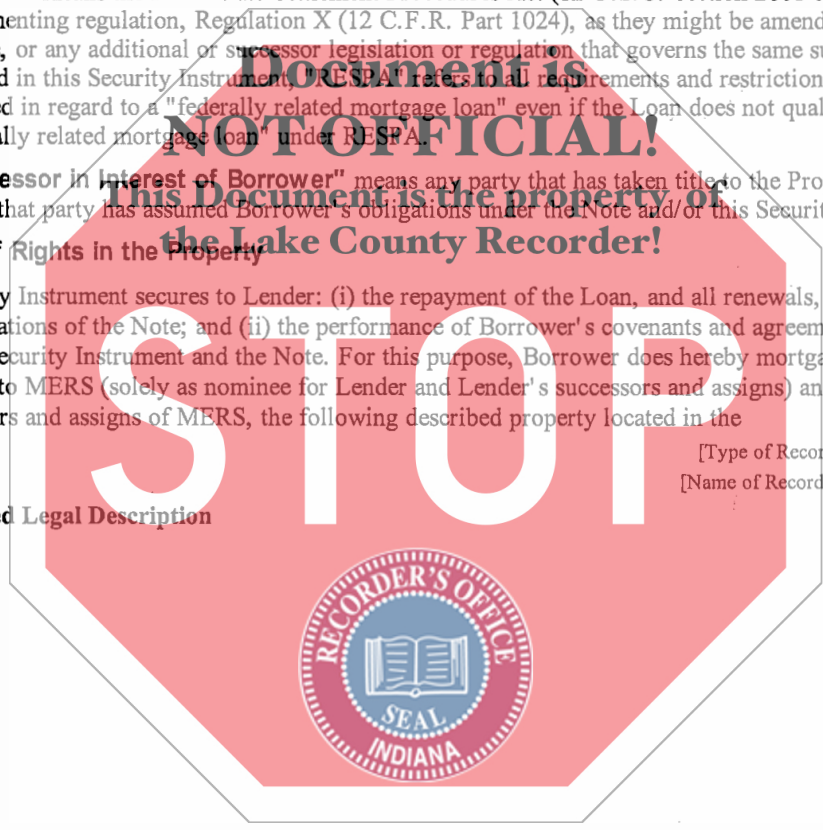 enting regulation, Regulation X (12 C.F.R. Part 1024), as they might be amend
, or any additional or successor legislation or regulation that governs the same su
d in this Security Instrument, "RESPA" refers to all requirements and restriction
d in regard to a "federally related mortgage loan" even if the Loan does not qual
lly related mortgage loan" under RESPA.
Document is
NOT OFFICIAL!
This Document is the property of
the Lake County Recorder!
essor in Interest of Borrower" means any party that has taken title to the Pro
hat party has assumed Borrower's obligations under the Note and/or this Securit
Rights in the Property
y Instrument secures to Lender: (i) the repayment of the Loan, and all renewals,
ations of the Note; and (ii) the performance of Borrower's covenants and agreem
ecurity Instrument and the Note. For this purpose, Borrower does hereby mortga
to MERS (solely as nominee for Lender and Lender's successors and assigns) an
rs and assigns of MERS, the following described property located in the
[Type of Recor
[Name of Record
d Legal Description
STOP
RECORDER'S OFFICE
SEAL
INDIANA